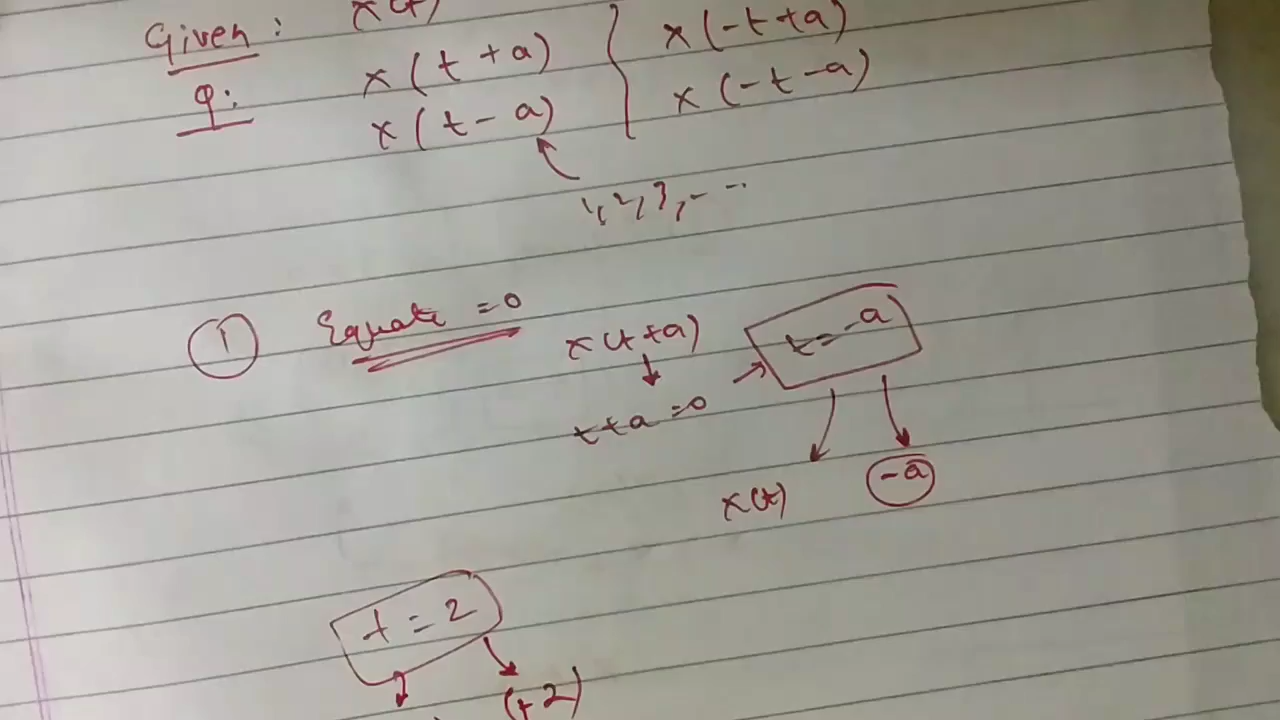 Given : x(t)
Q: x(t+a) x(-t+a)
x(t-a) x(-t-a)
1, 2, 3, - - -
① Equate =0 x(t+a) t=-a
t+a=0
x(t) -a
t=2
(+2)